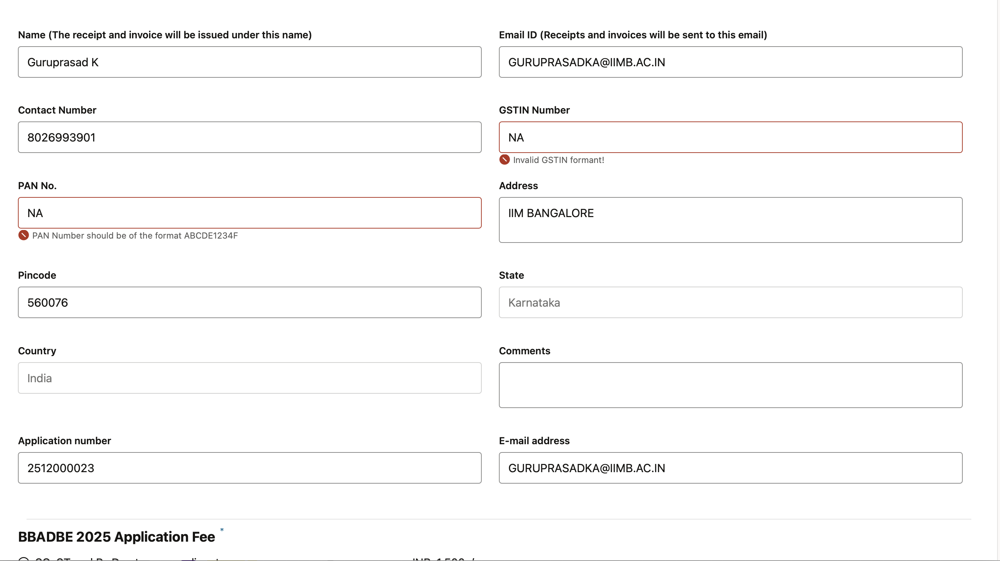 Name (The receipt and invoice will be issued under this name)
Email ID (Receipts and invoices will be sent to this email)
Guruprasad K
GURUPRASADKA@IIMB.AC.IN
Contact Number
GSTIN Number
8026993901
NA
Invalid GSTIN formant!
PAN No.
Address
NA
IIM BANGALORE
PAN Number should be of the format ABCDE1234F
Pincode
State
560076
Karnataka
Country
Comments
India
Application number
E-mail address
2512000023
GURUPRASADKA@IIMB.AC.IN
BBADBE 2025 Application Fee *